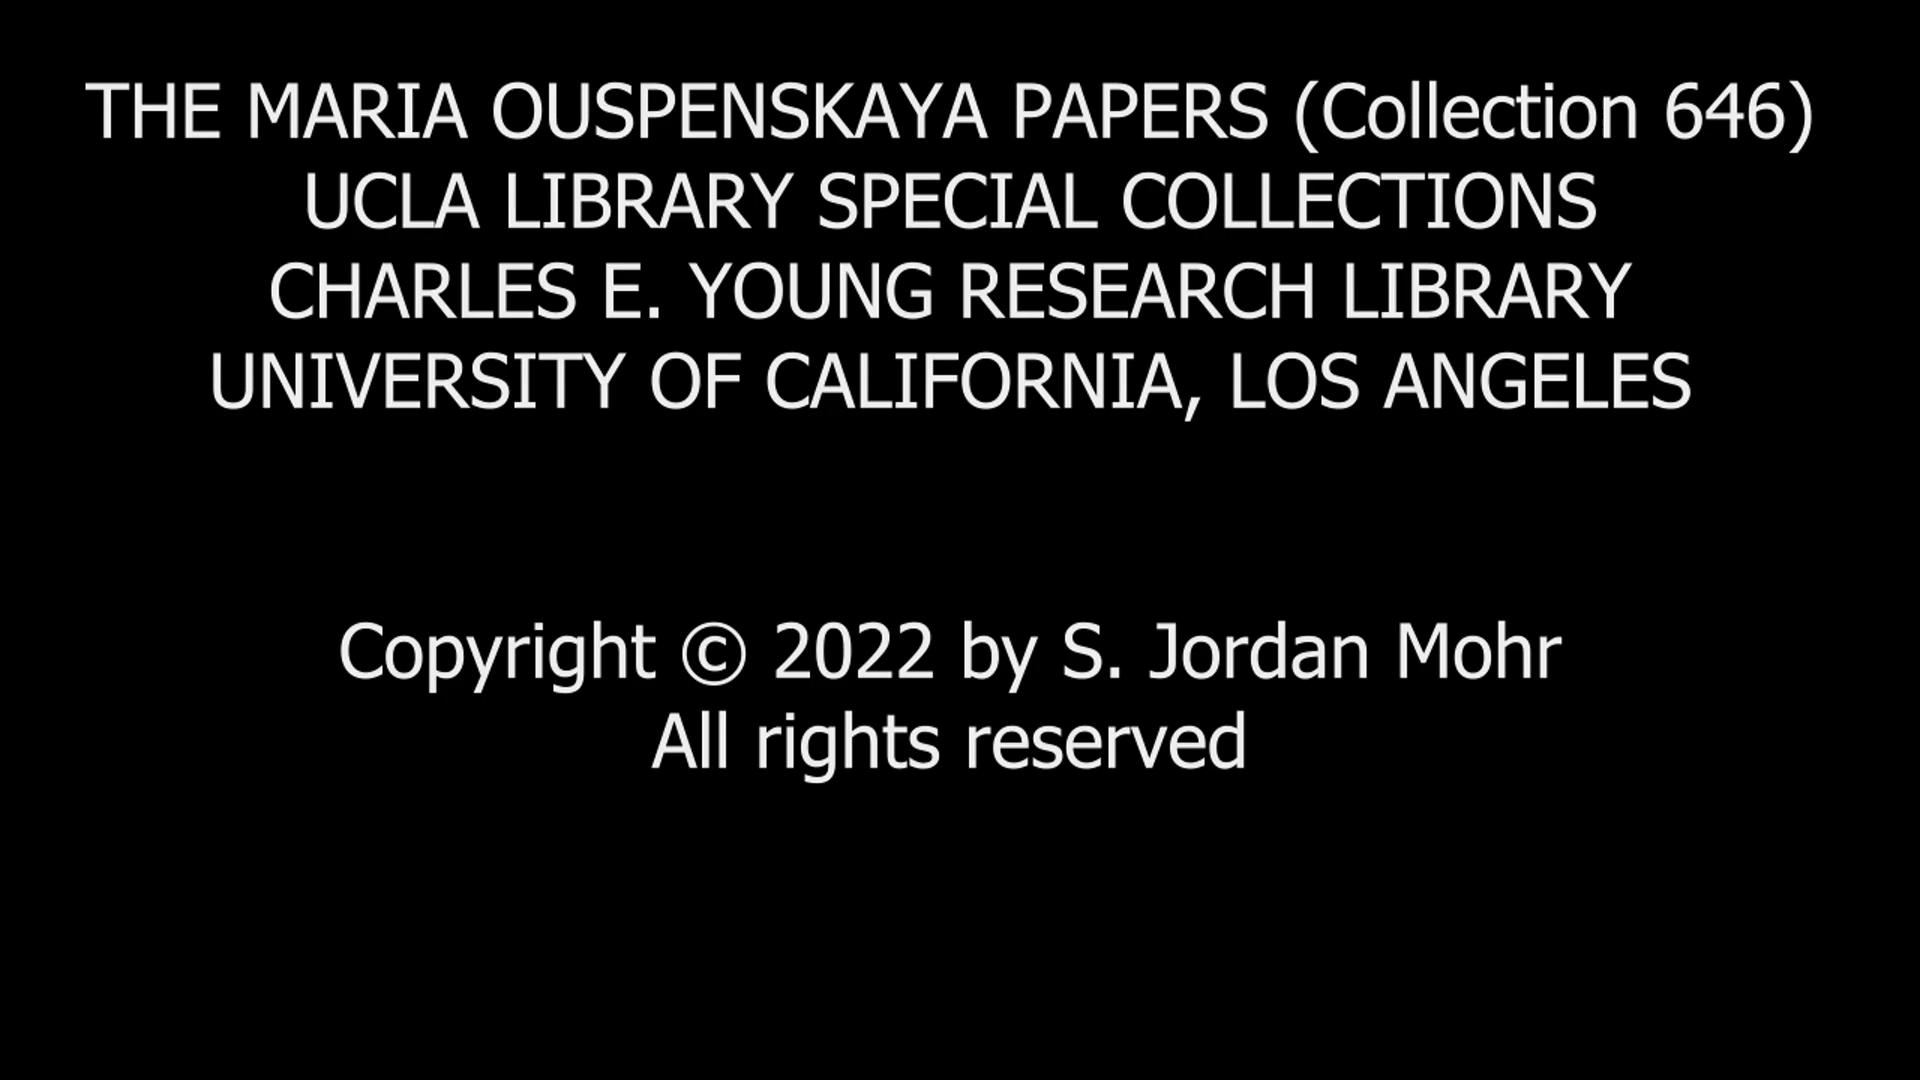 THE MARIA OUSPENSKAYA PAPERS (Collection 646)
UCLA LIBRARY SPECIAL COLLECTIONS
CHARLES E. YOUNG RESEARCH LIBRARY
UNIVERSITY OF CALIFORNIA, LOS ANGELES
Copyright © 2022 by S. Jordan Mohr
All rights reserved